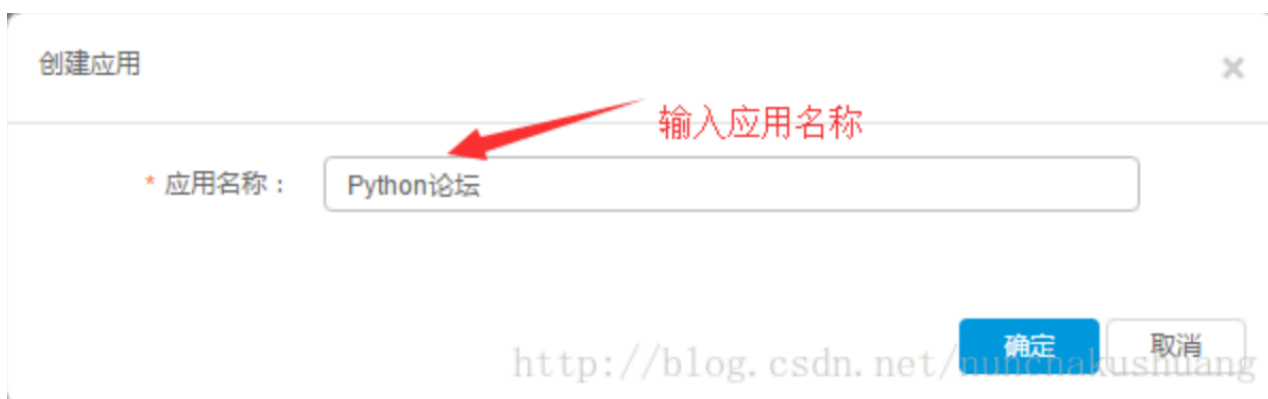 创建应用
×
输入应用名称
* 应用名称： Python论坛
确定 取消
http://blog.csdn.net/nunchakushuang